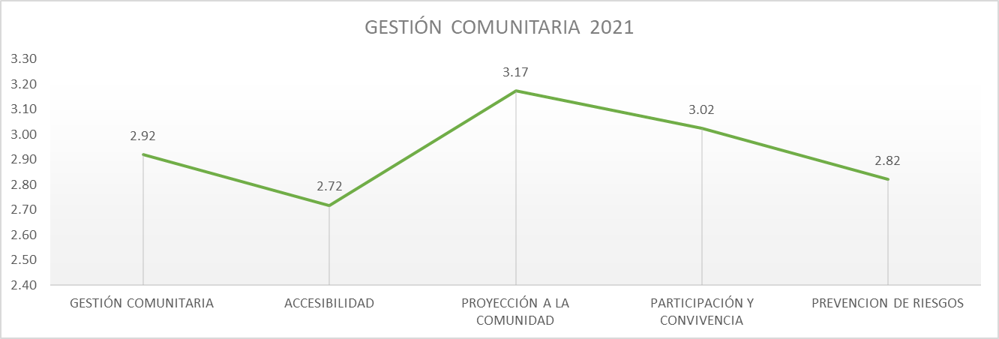 GESTIÓN COMUNITARIA 2021
3.30
3.20
3.10
3.00
2.90
2.80
2.70
2.60
2.50
2.40
2.92
2.72
3.17
3.02
2.82
GESTIÓN COMUNITARIA
ACCESIBILIDAD
PROYECCIÓN A LA
COMUNIDAD
PARTICIPACIÓN Y
CONVIVENCIA
PREVENCION DE RIESGOS